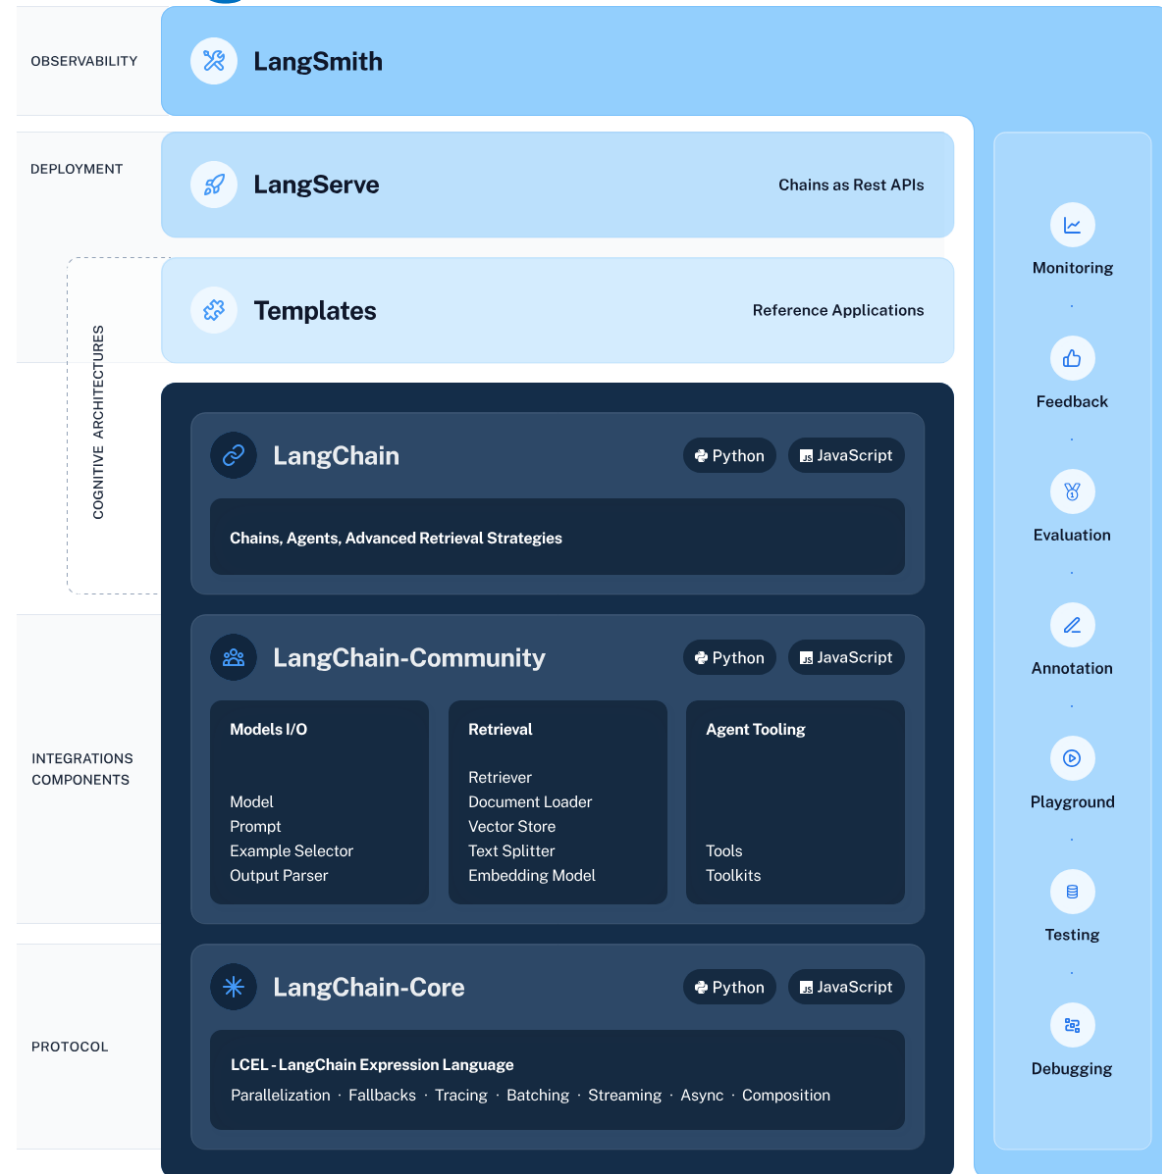 OBSERVABILITY
LangSmith
DEPLOYMENT
LangServe
Chains as Rest APIs
Templates
Reference Applications
COGNITIVE ARCHITECTURES
LangChain
Python
JavaScript
Chains, Agents, Advanced Retrieval Strategies
INTEGRATIONS
COMPONENTS
LangChain-Community
Python
JavaScript
Models I/O
Model
Prompt
Example Selector
Output Parser
Retrieval
Retriever
Document Loader
Vector Store
Text Splitter
Embedding Model
Agent Tooling
Tools
Toolkits
PROTOCOL
LangChain-Core
Python
JavaScript
LCEL - LangChain Expression Language
Parallelization · Fallbacks · Tracing · Batching · Streaming · Async · Composition
Monitoring
Feedback
Evaluation
Annotation
Playground
Testing
Debugging